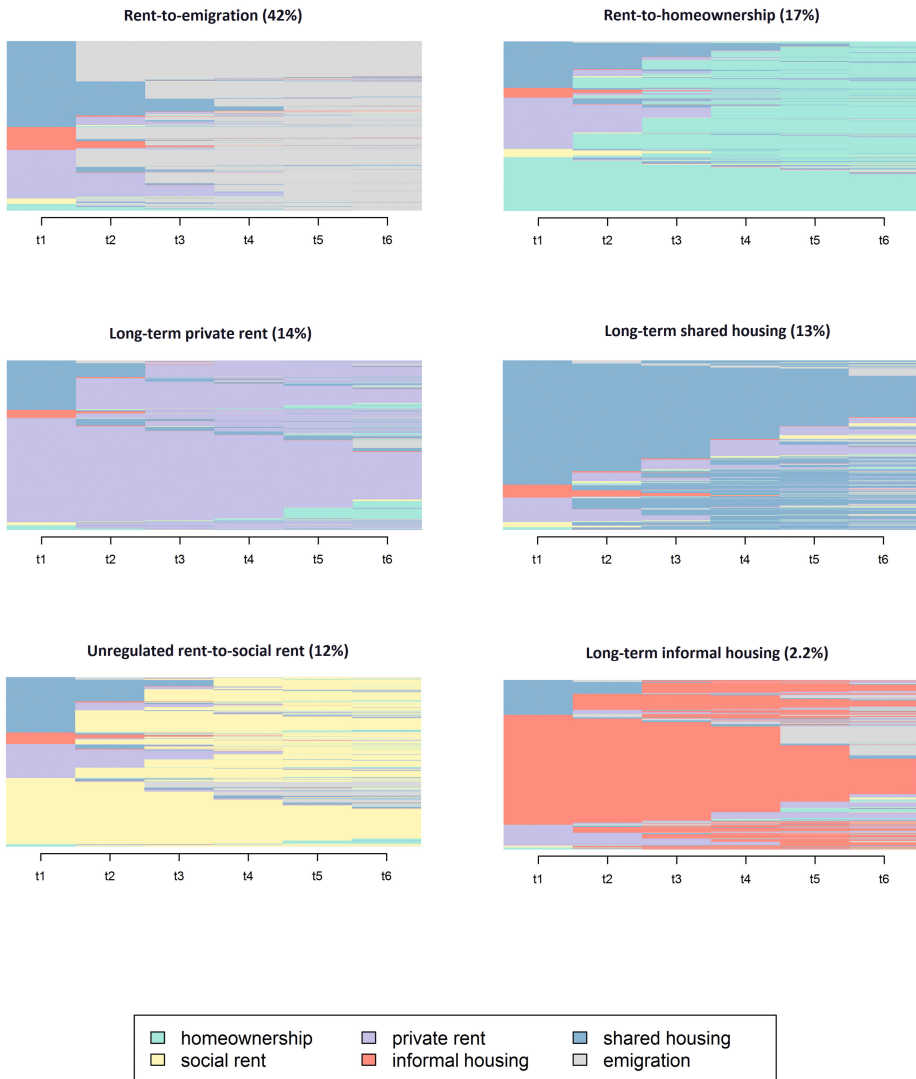 Rent-to-emigration (42%)
Rent-to-homeownership (17%)
t1 t2 t3 t4 t5 t6
t1 t2 t3 t4 t5 t6
Long-term private rent (14%)
Long-term shared housing (13%)
t1 t2 t3 t4 t5 t6
t1 t2 t3 t4 t5 t6
Unregulated rent-to-social rent (12%)
Long-term informal housing (2.2%)
t1 t2 t3 t4 t5 t6
t1 t2 t3 t4 t5 t6
homeownership private rent shared housing
social rent informal housing emigration